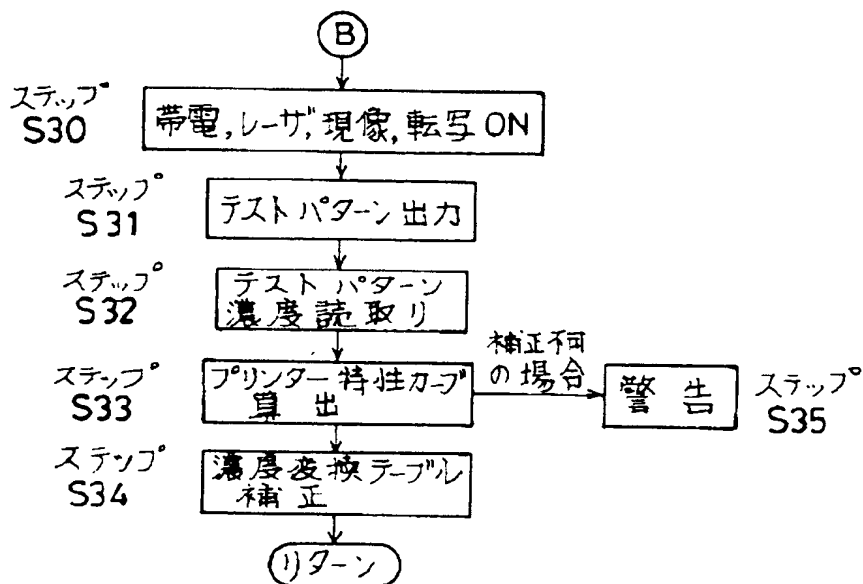 B
ステップ
S30
帯電,レーザ,現像,転写ON
ステップ
S31
テストパターン出力
ステップ
S32
テストパターン
濃度読取り
ステップ
S33
プリンター特性カーブ
算出
補正不可
の場合
警告
ステップ
S35
ステップ
S34
濃度変換テーブル
補正
リターン